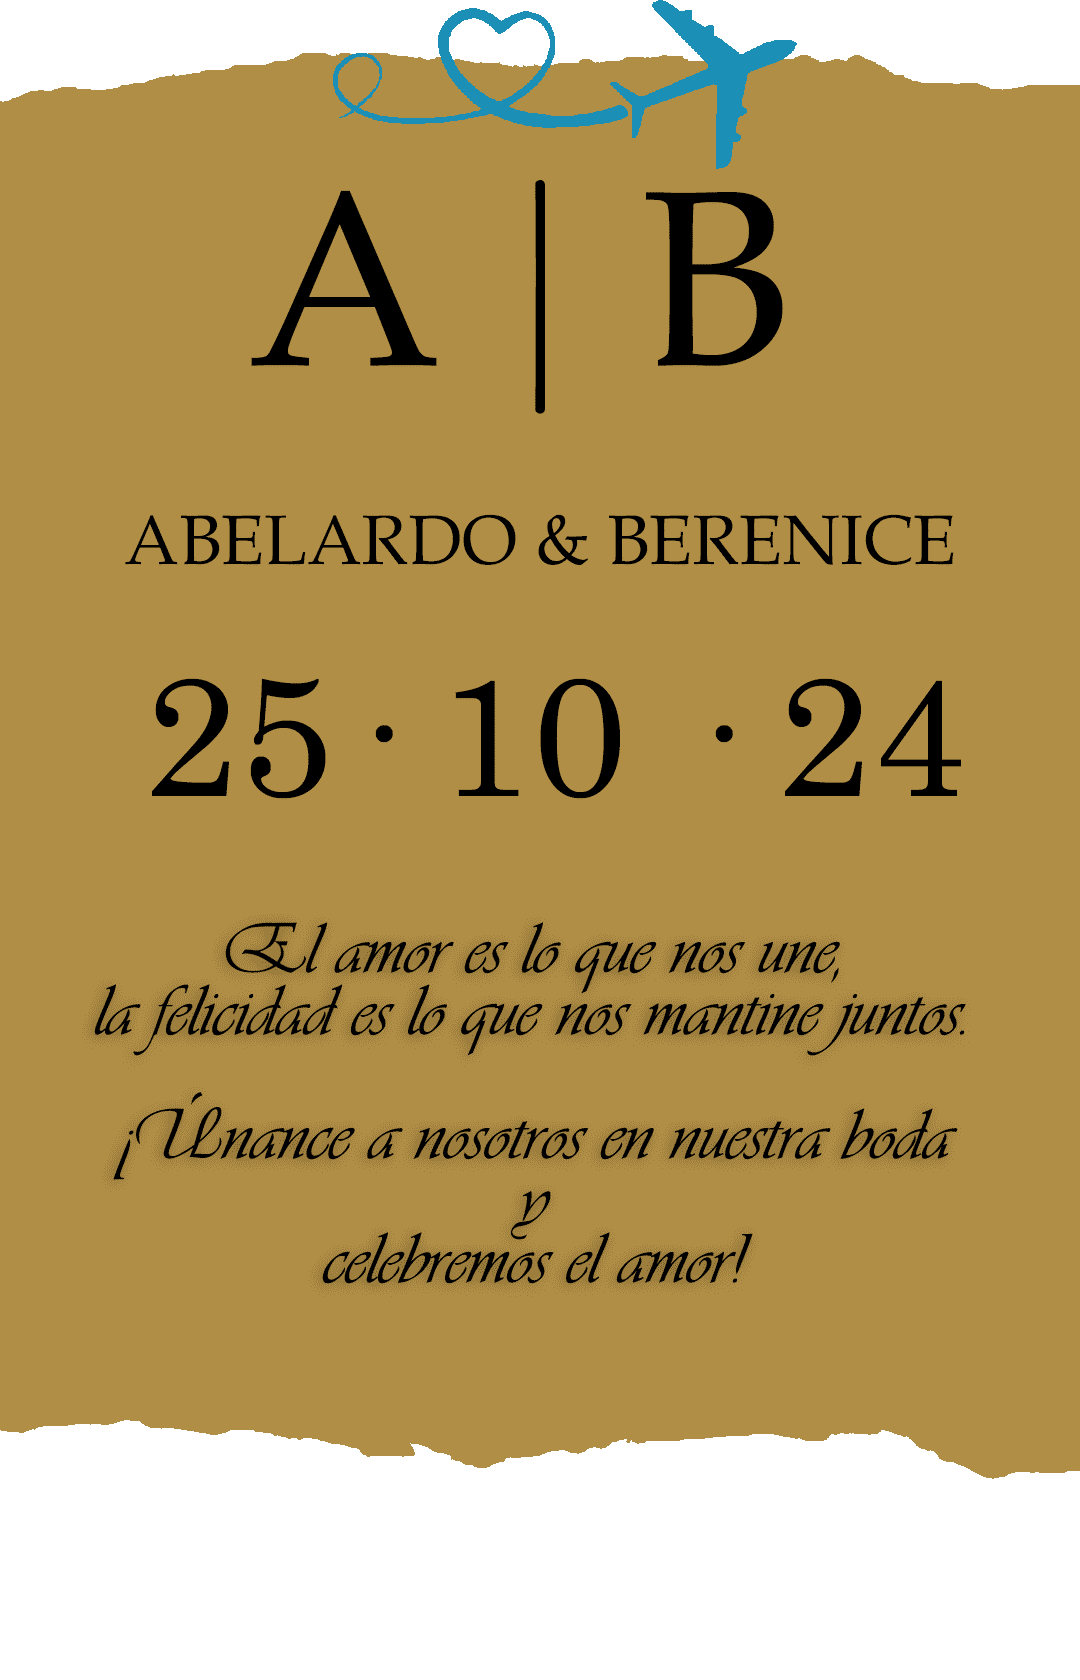 A | B
ABELARDO & BERENICE
25 · 10 · 24
El amor es lo que nos une,
la felicidad es lo que nos mantine juntos.
¡Únance a nosotros en nuestra boda
y
celebremos el amor!